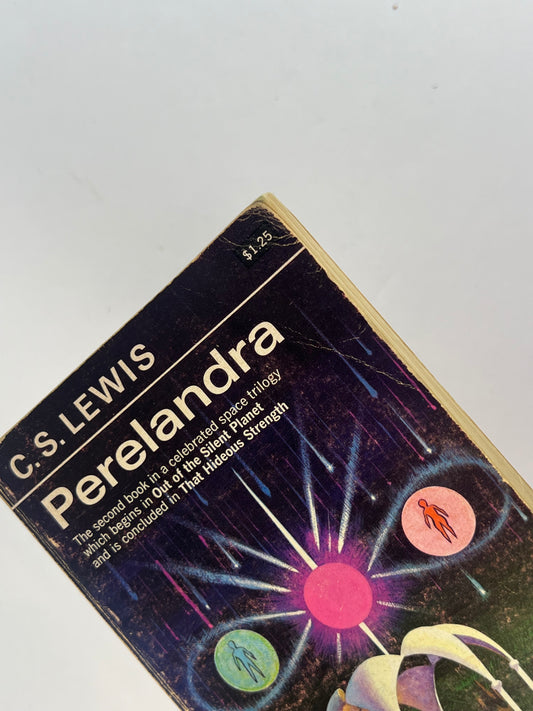 $1.25
C.S. LEWIS
Perelandra
The second book in a celebrated space trilogy
which begins in Out of the Silent Planet
and is concluded in That Hideous Strength